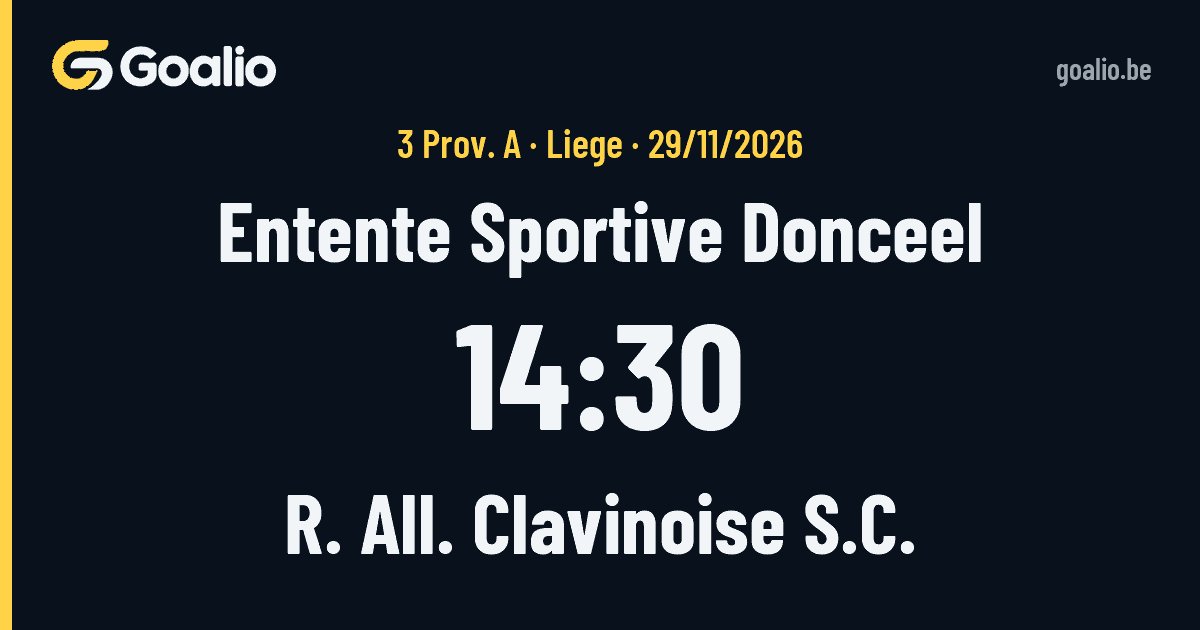 Goalio
goalio.be
3 Prov. A · Liege · 29/11/2026
Entente Sportive Donceel
14:30
R. All. Clavinoise S.C.